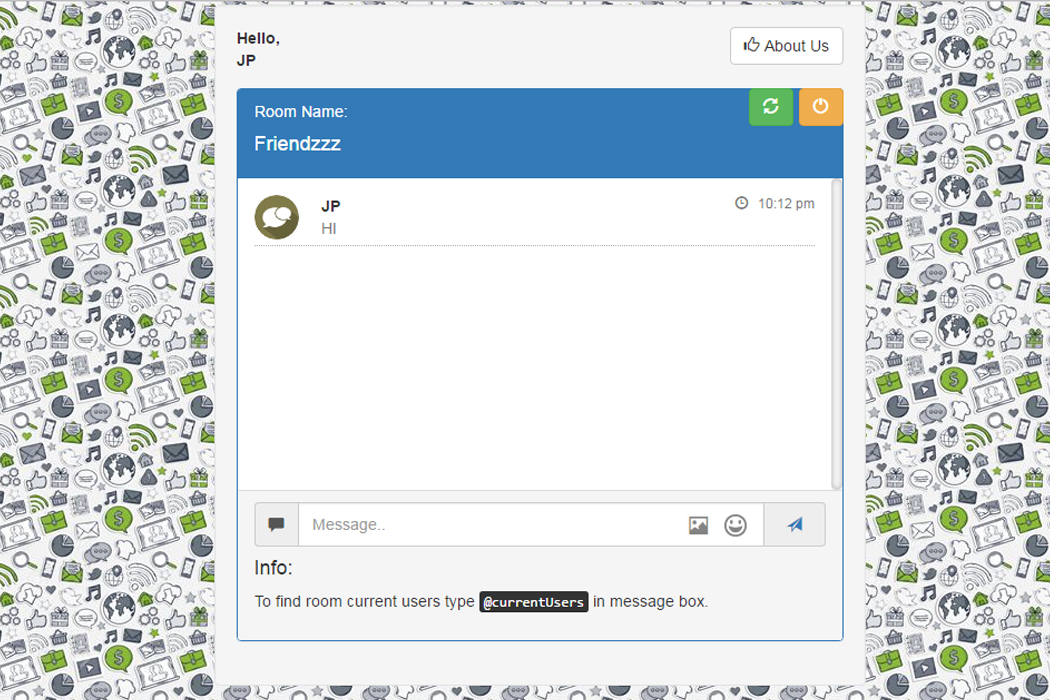 Hello,
JP
About Us
Room Name:
Friendzzz
JP
10:12 pm
HI
Message..
Info:
To find room current users type @currentUsers in message box.